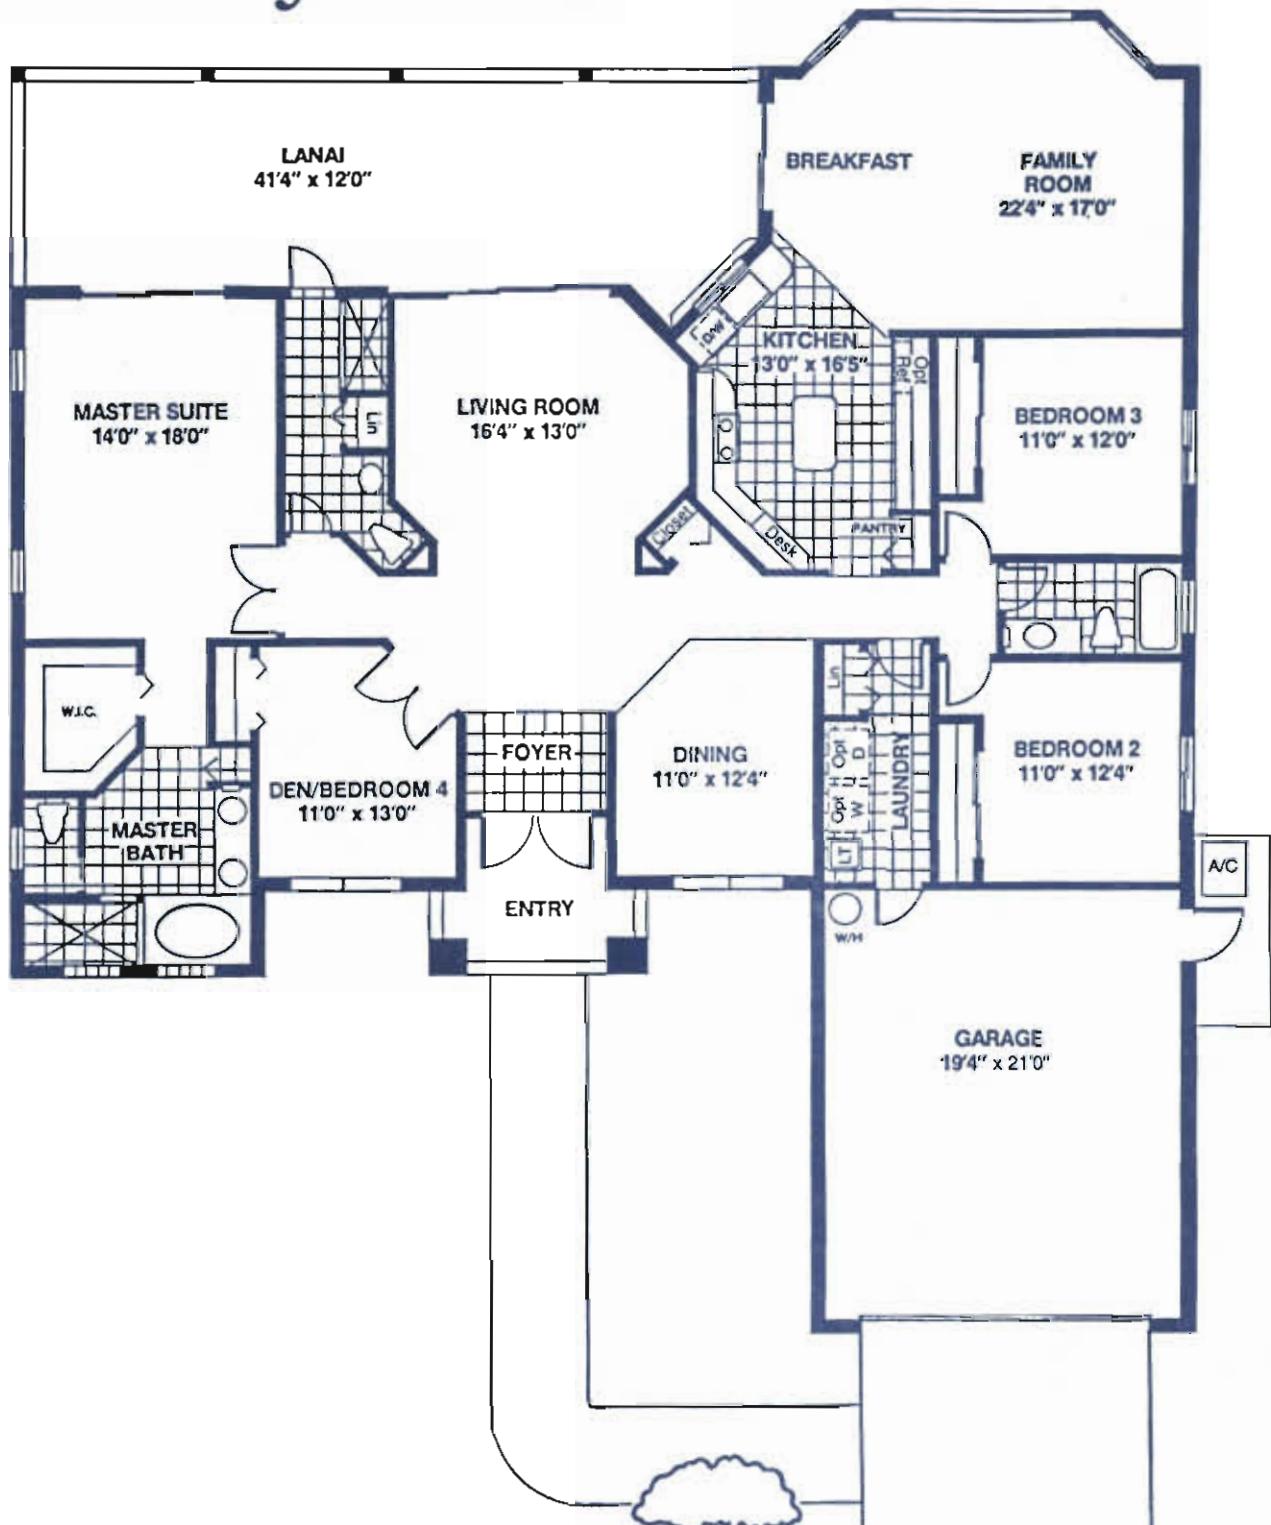 LANAI
41'4" x 12'0"
BREAKFAST
FAMILY
ROOM
22'4" x 17'0"
D/W
KITCHEN
13'0" x 16'5"
Opt
Ref
MASTER SUITE
14'0" x 18'0"
Lin
LIVING ROOM
16'4" x 13'0"
BEDROOM 3
11'0" x 12'0"
Closet
Desk
PANTRY
W.I.C.
Lin
FOYER
DINING
11'0" x 12'4"
Opt
D
Opt
W
LAUNDRY
LT
BEDROOM 2
11'0" x 12'4"
DEN/BEDROOM 4
11'0" x 13'0"
MASTER
BATH
A/C
ENTRY
W/H
GARAGE
19'4" x 21'0"